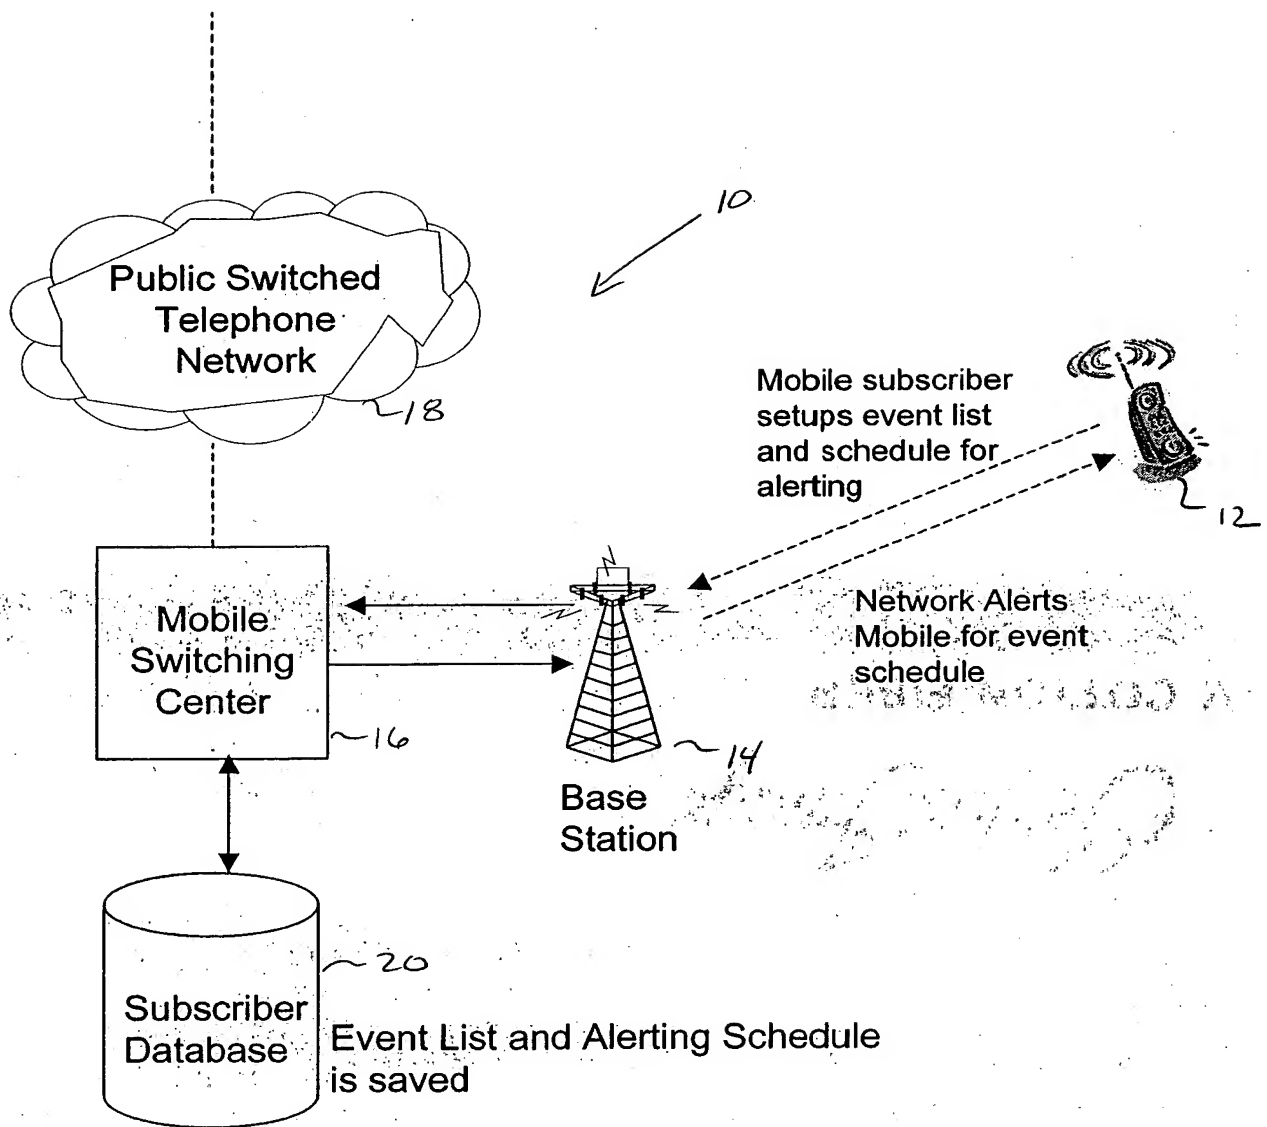 10
Public Switched
Telephone
Network
18
Mobile subscriber
setups event list
and schedule for
alerting
12
Mobile
Switching
Center
16
Network Alerts
Mobile for event
schedule
14
Base
Station
20
Subscriber
Database
Event List and Alerting Schedule
is saved